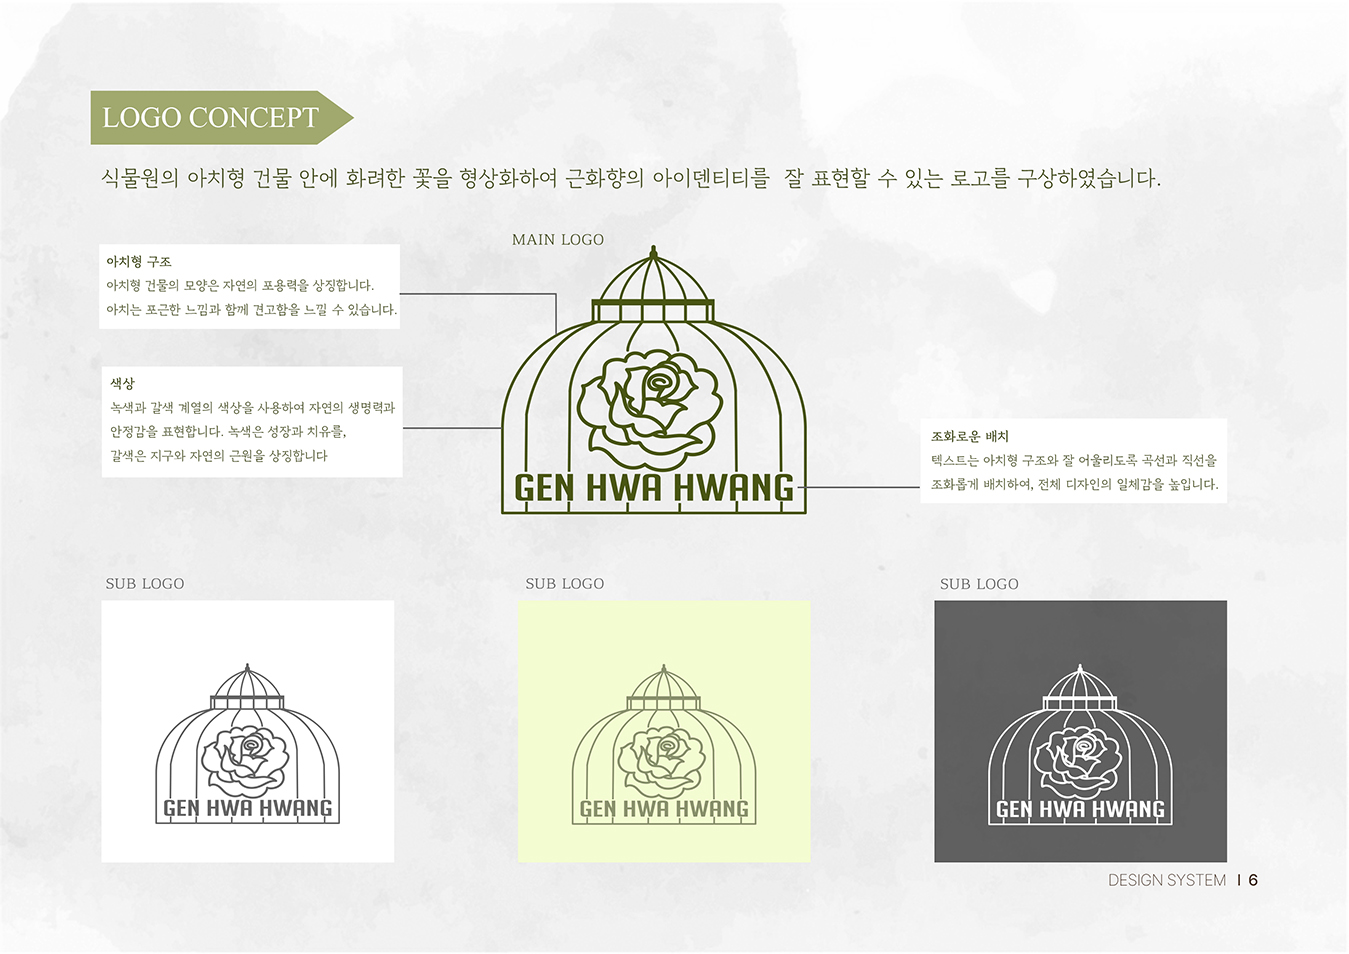 LOGO CONCEPT
식물원의 아치형 건물 안에 화려한 꽃을 형상화하여 근화향의 아이덴티티를 잘 표현할 수 있는 로고를 구상하였습니다.
MAIN LOGO
아치형 구조
아치형 건물의 모양은 자연의 포용력을 상징합니다.
아치는 포근한 느낌과 함께 견고함을 느낄 수 있습니다.
색상
녹색과 갈색 계열의 색상을 사용하여 자연의 생명력과
안정감을 표현합니다. 녹색은 성장과 치유를,
갈색은 지구와 자연의 근원을 상징합니다
GEN HWA HWANG
조화로운 배치
텍스트는 아치형 구조와 잘 어울리도록 곡선과 직선을
조화롭게 배치하여, 전체 디자인의 일체감을 높입니다.
SUB LOGO
GEN HWA HWANG
SUB LOGO
GEN HWA HWANG
SUB LOGO
GEN HWA HWANG
DESIGN SYSTEM I 6